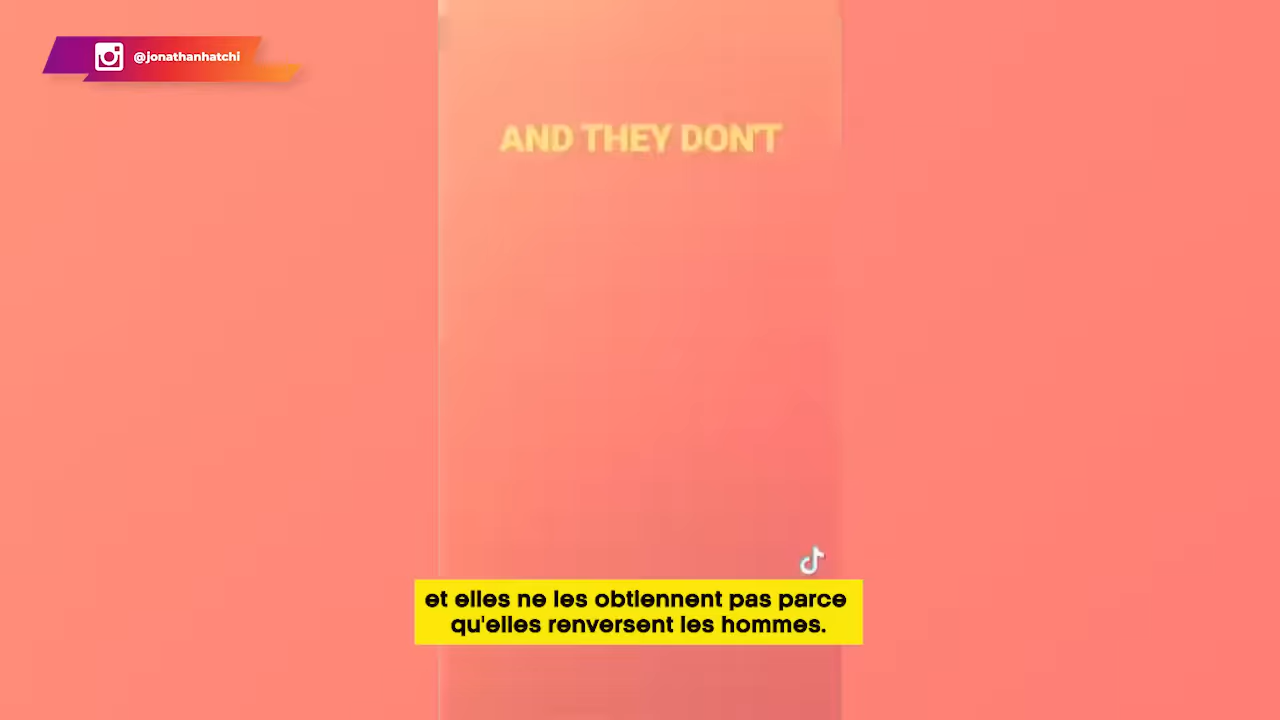 @jonathanhatchi
AND THEY DON'T
et elles ne les obtiennent pas parce
qu'elles renversent les hommes.